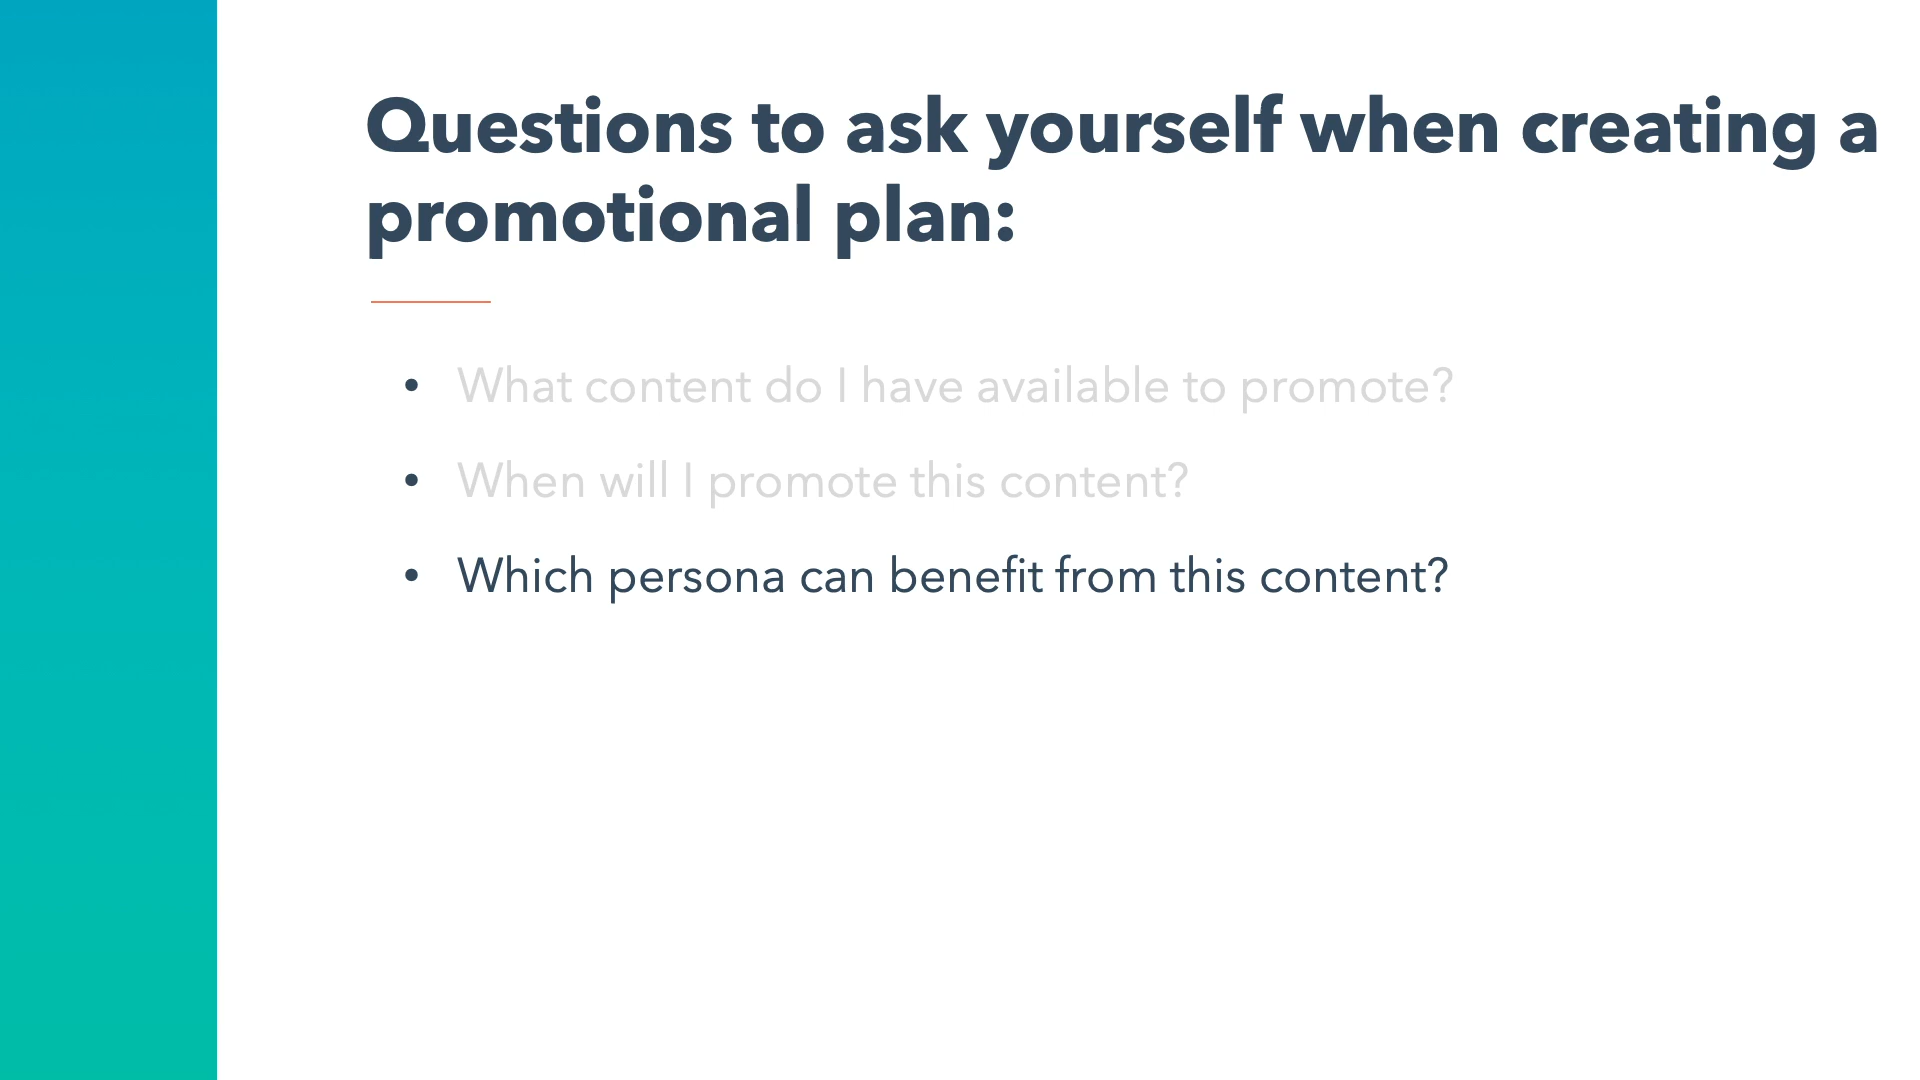 Questions to ask yourself when creating a
promotional plan:
• What content do I have available to promote?
• When will I promote this content?
• Which persona can benefit from this content?